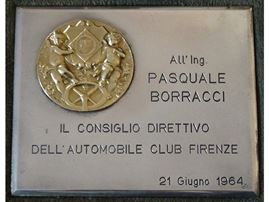 All'Ing.
PASQUALE
BORRACCI
IL CONSIGLIO DIRETTIVO
DELL'AUTOMOBILE CLUB FIRENZE
21 Giugno 1964